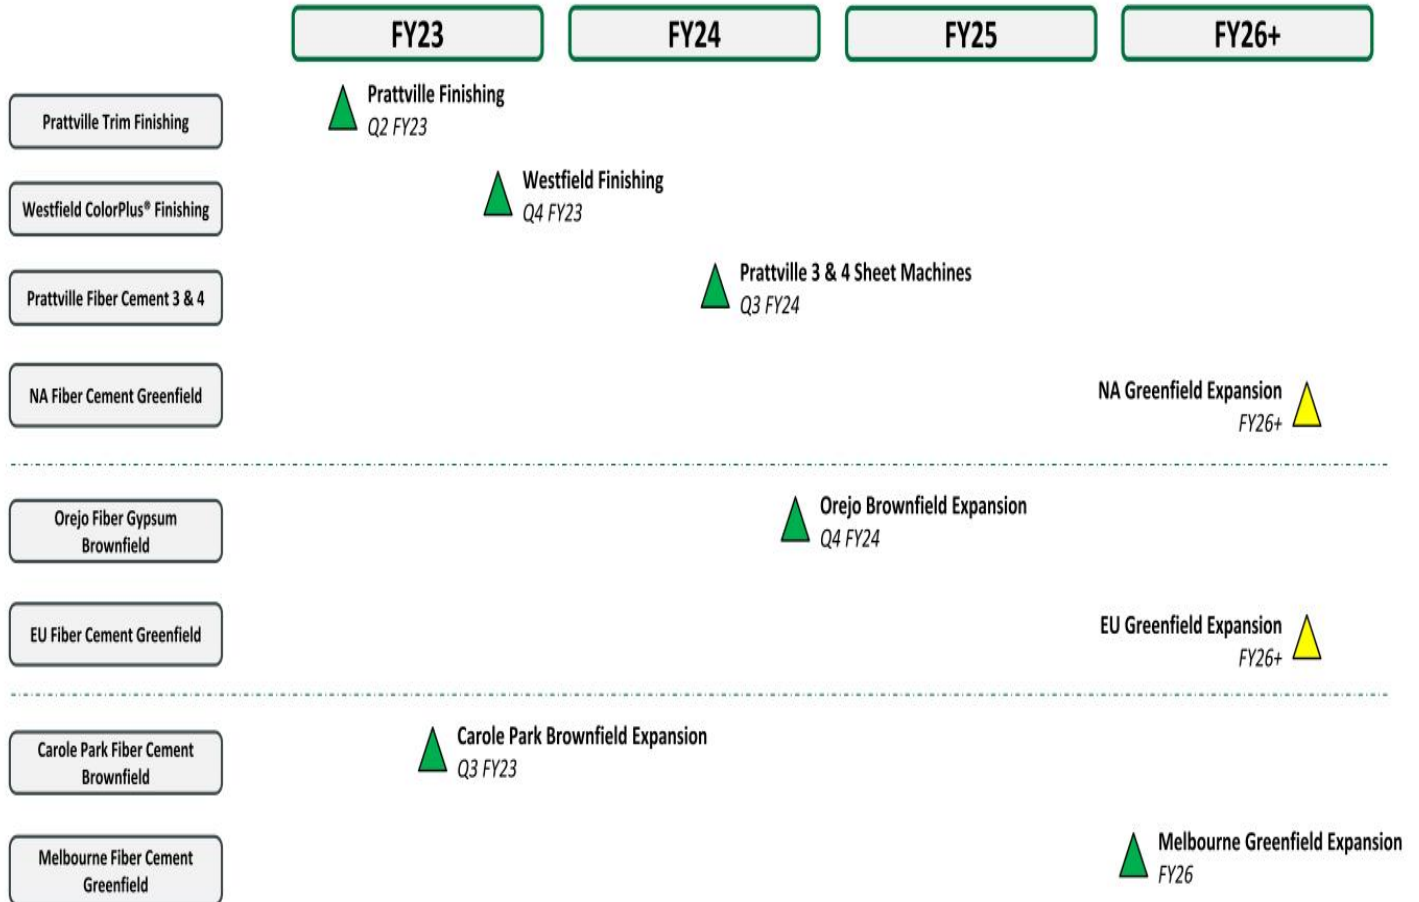 FY23
FY24
FY25
FY26+
Prattville Trim Finishing
Prattville Finishing
Q2 FY23
Westfield ColorPlus® Finishing
Westfield Finishing
Q4 FY23
Prattville Fiber Cement 3 & 4
Prattville 3 & 4 Sheet Machines
Q3 FY24
NA Fiber Cement Greenfield
NA Greenfield Expansion
FY26+
Orejo Fiber Gypsum
Brownfield
Orejo Brownfield Expansion
Q4 FY24
EU Fiber Cement Greenfield
EU Greenfield Expansion
FY26+
Carole Park Fiber Cement
Brownfield
Carole Park Brownfield Expansion
Q3 FY23
Melbourne Fiber Cement
Greenfield
Melbourne Greenfield Expansion
FY26